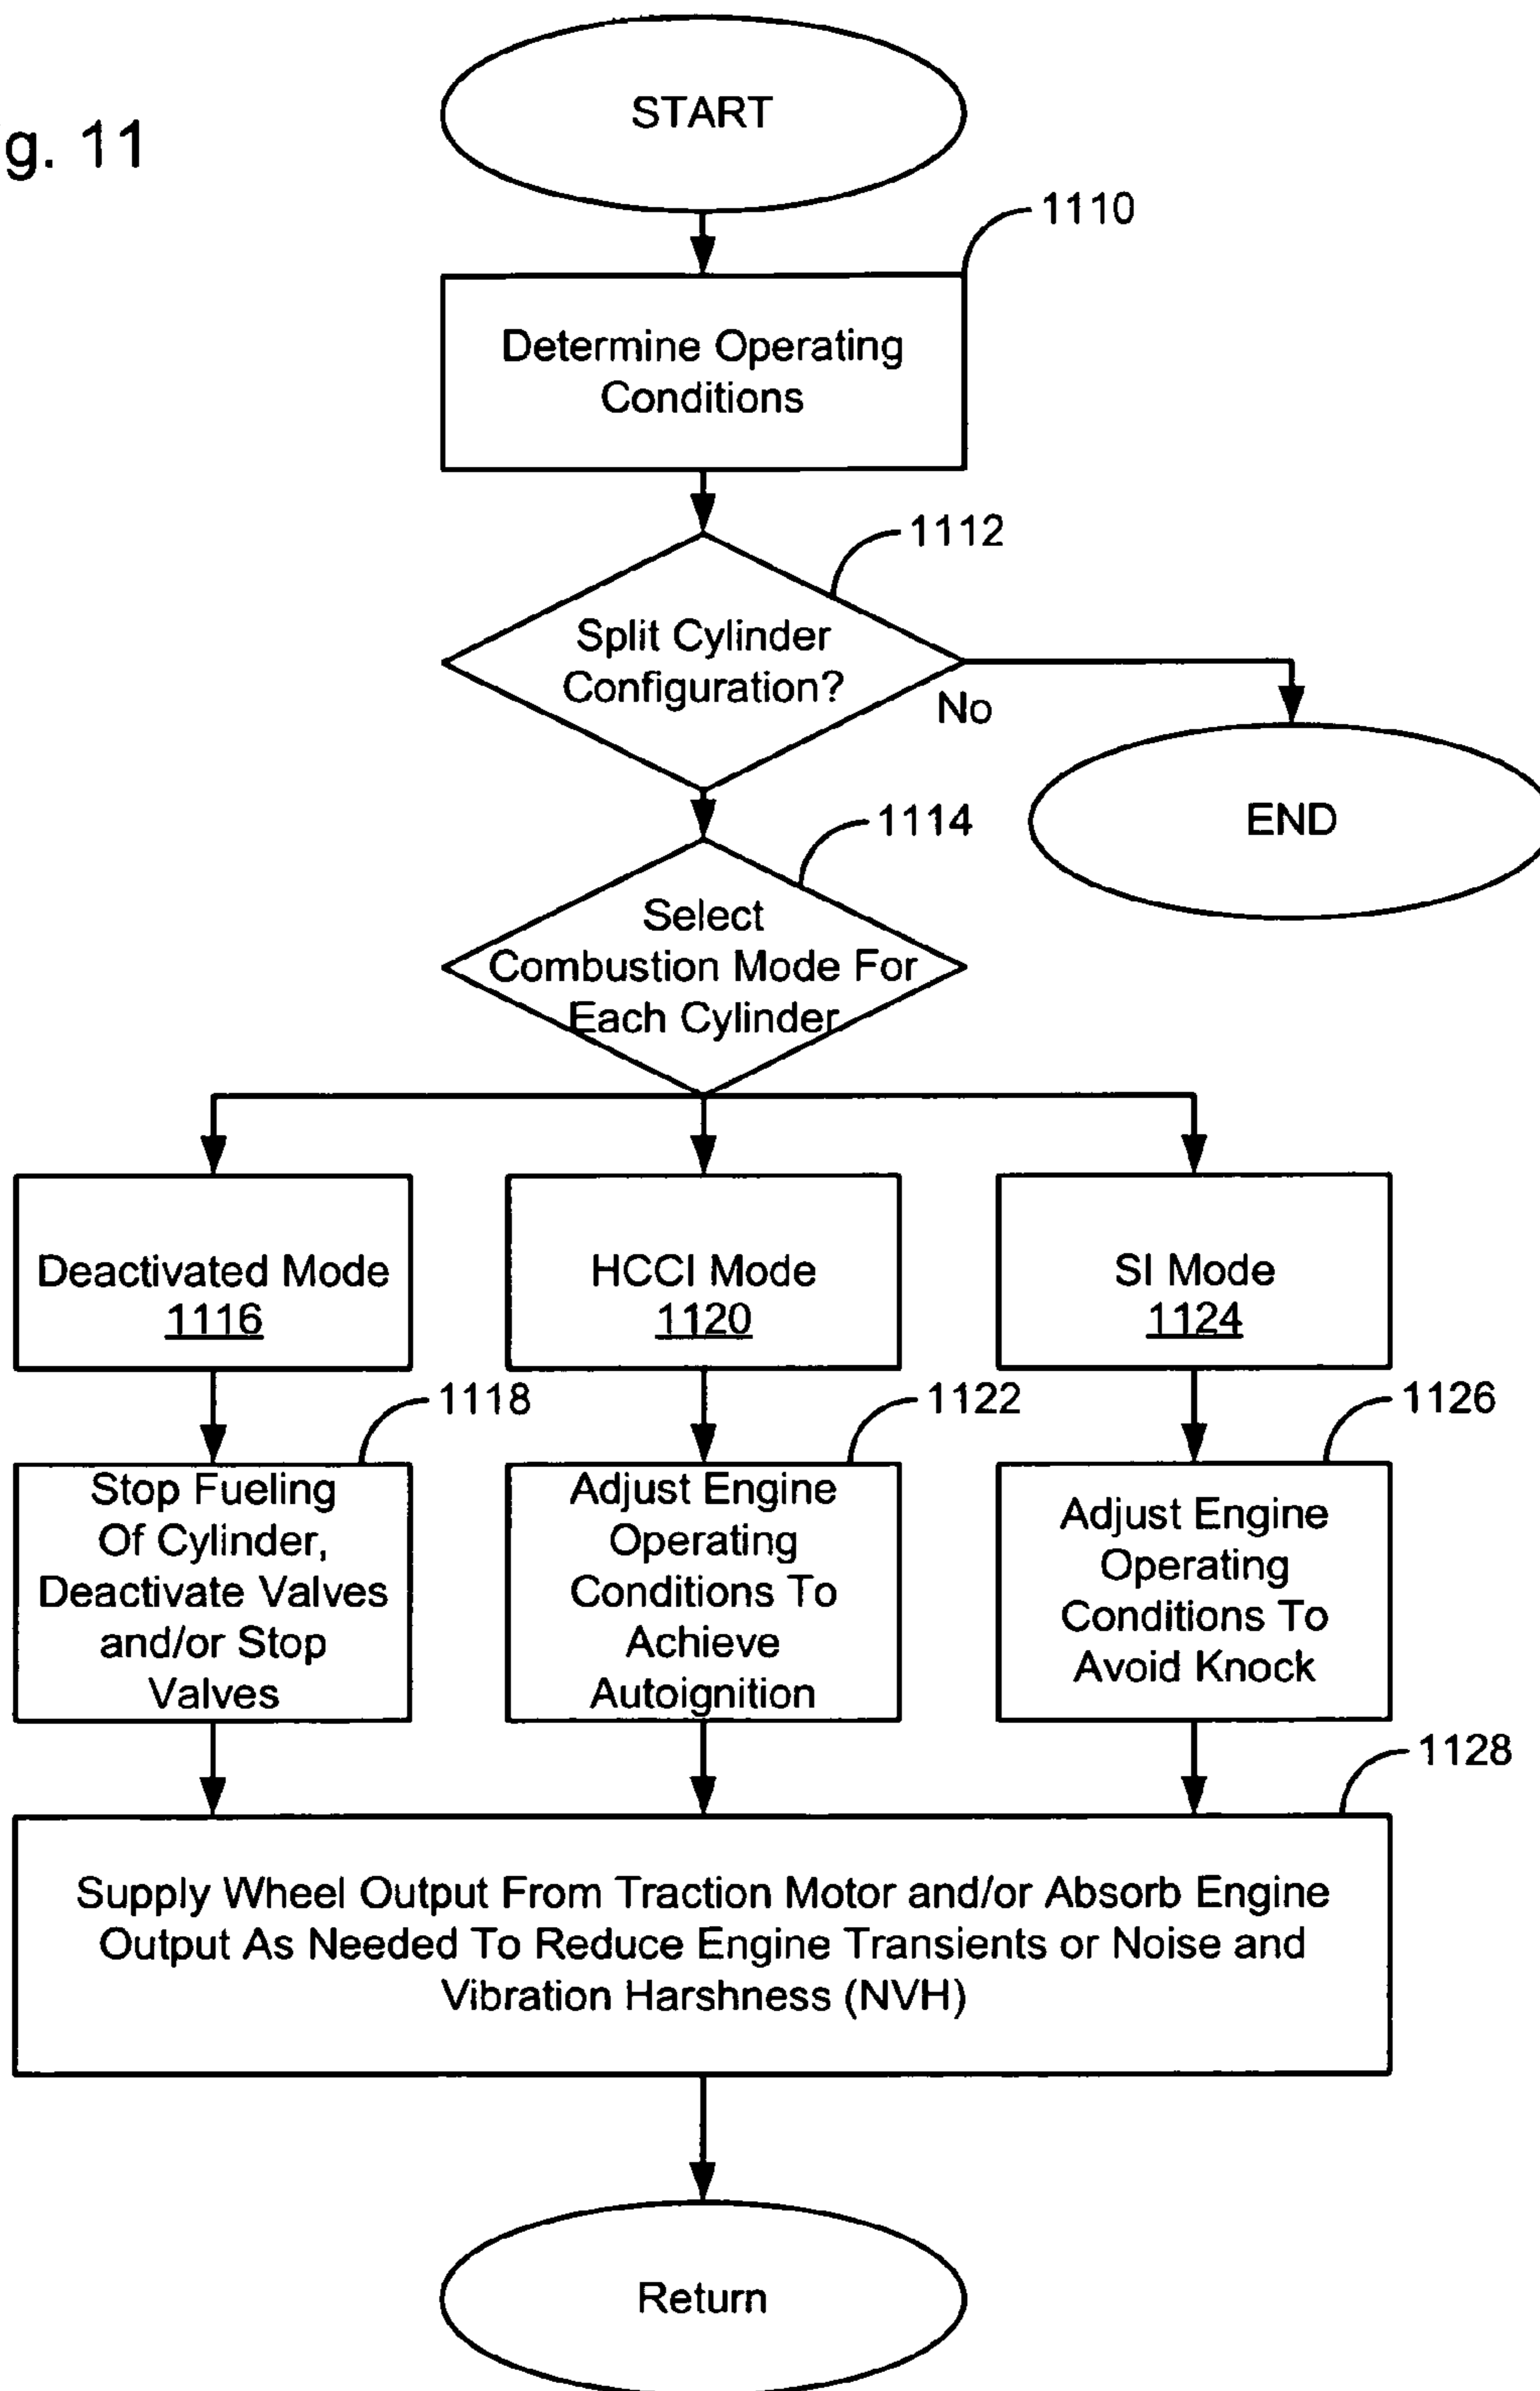 g. 11
START
1110
Determine Operating
Conditions
1112
Split Cylinder
Configuration?
No
END
1114
Select
Combustion Mode For
Each Cylinder
Deactivated Mode
1116
HCCI Mode
1120
SI Mode
1124
1118
Stop Fueling
Of Cylinder,
Deactivate Valves
and/or Stop
Valves
1122
Adjust Engine
Operating
Conditions To
Achieve
Autoignition
1126
Adjust Engine
Operating
Conditions To
Avoid Knock
1128
Supply Wheel Output From Traction Motor and/or Absorb Engine
Output As Needed To Reduce Engine Transients or Noise and
Vibration Harshness (NVH)
Return